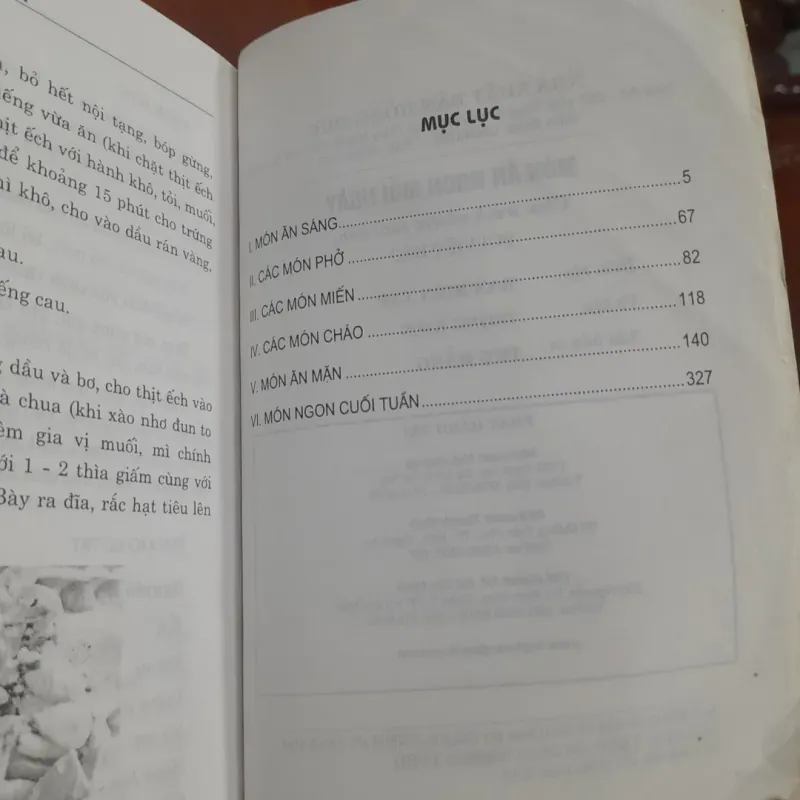 bỏ hết nội tạng, bóp gừng,
iếng vừa ăn (khi chặt thịt ếch
hịt ếch với hành khô, tỏi, muối,
để khoảng 15 phút cho trứng
nì khô, cho vào dầu rán vàng,
au.
ếng cau.
g dầu và bơ, cho thịt ếch vào
à chua (khi xào nhơ đun to
êm gia vị muối, mì chính
ới 1 - 2 thìa giấm cùng với
Bày ra đĩa, rắc hạt tiêu lên
MỤC LỤC
I. MÓN ĂN SÁNG 5
II. CÁC MÓN PHỞ 67
III. CÁC MÓN MIẾN 82
IV. CÁC MÓN CHÁO 118
V. MÓN ĂN MẶN 140
VI. MÓN NGON CUỐI TUẦN 327